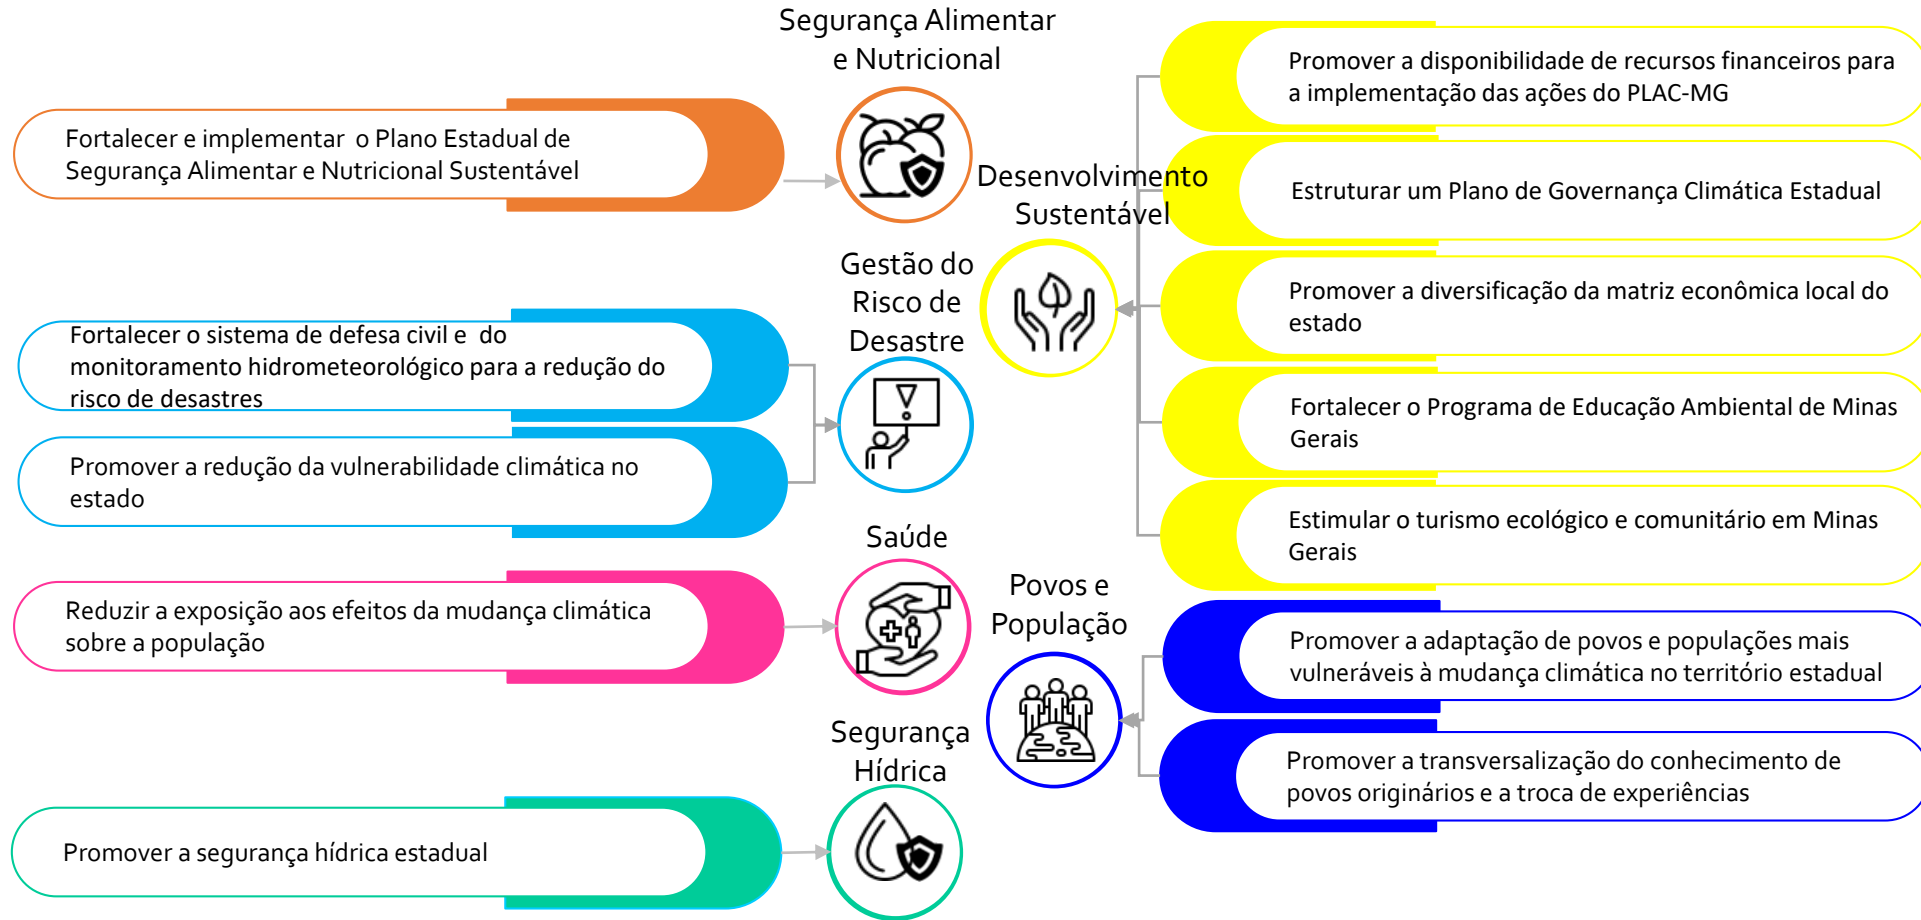 Segurança Alimentar
e Nutricional
Fortalecer e implementar o Plano Estadual de
Segurança Alimentar e Nutricional Sustentável
Gestão do
Risco de
Desastre
Fortalecer o sistema de defesa civil e do
monitoramento hidrometeorológico para a redução do
risco de desastres
Promover a redução da vulnerabilidade climática no
estado
Saúde
Reduzir a exposição aos efeitos da mudança climática
sobre a população
Segurança
Hídrica
Promover a segurança hídrica estadual
Desenvolvimento
Sustentável
Promover a disponibilidade de recursos financeiros para
a implementação das ações do PLAC-MG
Estruturar um Plano de Governança Climática Estadual
Promover a diversificação da matriz econômica local do
estado
Fortalecer o Programa de Educação Ambiental de Minas
Gerais
Estimular o turismo ecológico e comunitário em Minas
Gerais
Povos e
População
Promover a adaptação de povos e populações mais
vulneráveis à mudança climática no território estadual
Promover a transversalização do conhecimento de
povos originários e a troca de experiências